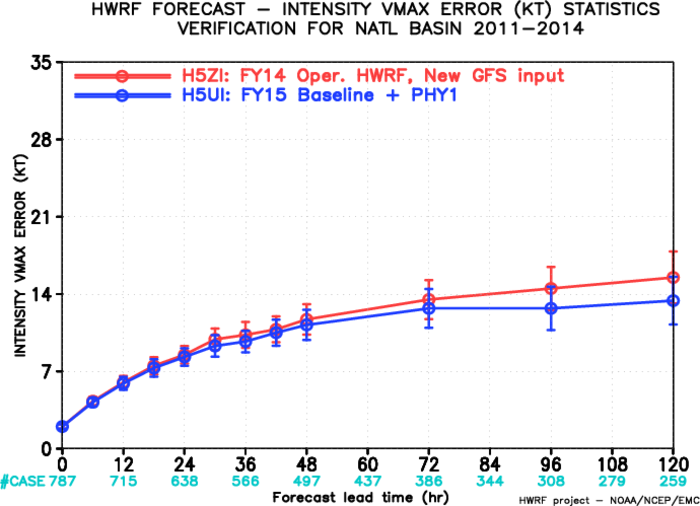 HWRF FORECAST – INTENSITY VMAX ERROR (KT) STATISTICS
VERIFICATION FOR NATL BASIN 2011–2014
H5ZI: FY14 Oper. HWRF, New GFS input
H5UI: FY15 Baseline + PHY1
INTENSITY VMAX ERROR (KT)
35
28
21
14
7
0
0 12 24 36 48 60 72 84 96 108 120
#CASE 787 715 638 566 497 437 386 344 308 279 259
Forecast lead time (hr)
HWRF project – NOAA/NCEP/EMC